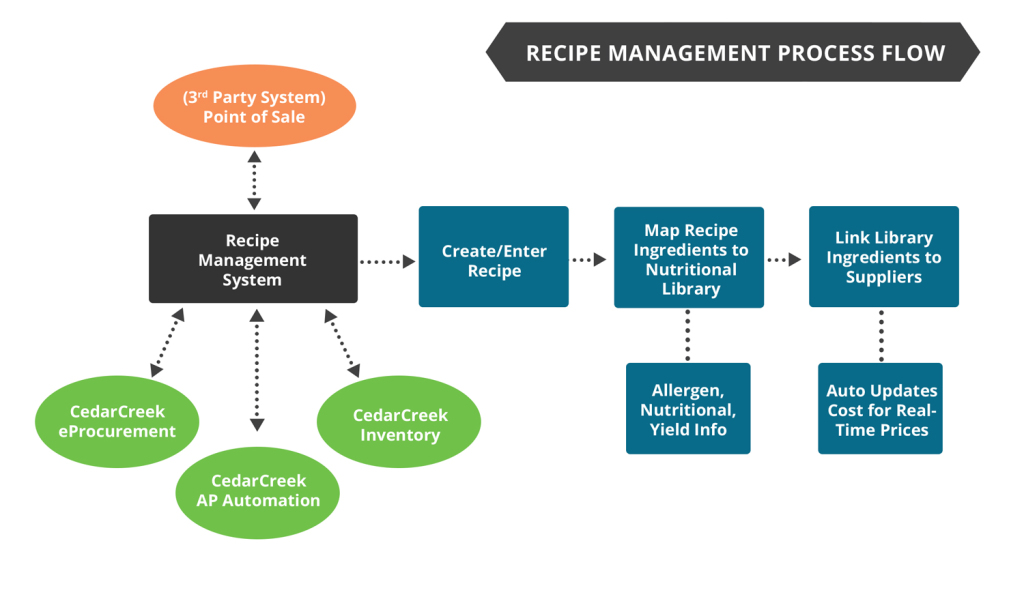 RECIPE MANAGEMENT PROCESS FLOW
(3rd Party System)
Point of Sale
Recipe
Management
System
Create/Enter
Recipe
Map Recipe
Ingredients to
Nutritional
Library
Link Library
Ingredients to
Suppliers
Allergen,
Nutritional,
Yield Info
Auto Updates
Cost for Real-
Time Prices
CedarCreek
eProcurement
CedarCreek
AP Automation
CedarCreek
Inventory